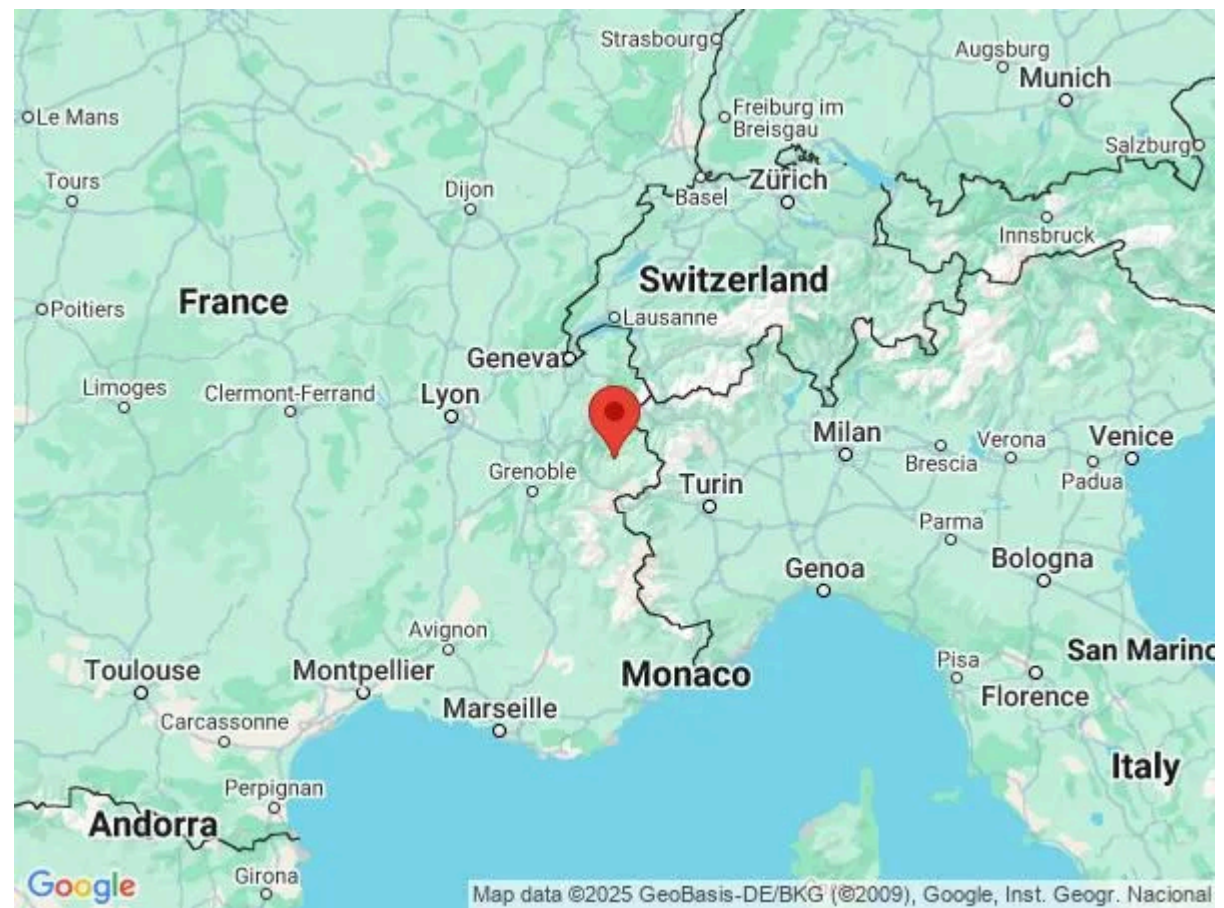 Strasbourg
Augsburg
Munich
Le Mans
Freiburg im
Breisgau
Salzburg
Tours
Dijon
Basel
Zürich
Innsbruck
Switzerland
France
Poitiers
Lausanne
Geneva
Limoges
Clermont-Ferrand
Lyon
Milan
Verona
Venice
Brescia
Padua
Grenoble
Turin
Parma
Bologna
Genoa
Avignon
San Marino
Toulouse
Montpellier
Monaco
Pisa
Florence
Marseille
Carcassonne
Italy
Perpignan
Andorra
Girona
Google
Map data ©2025 GeoBasis-DE/BKG (©2009), Google, Inst. Geogr. Nacional